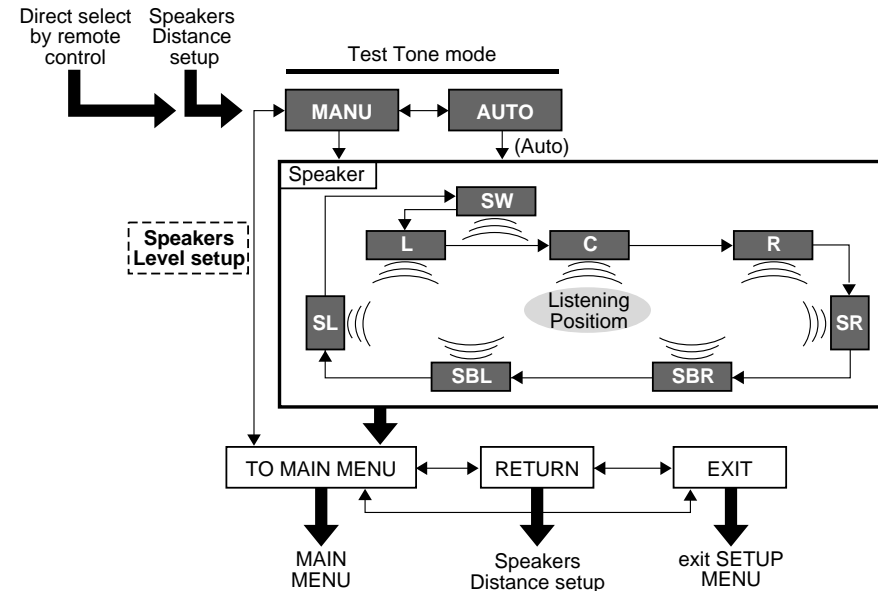 Direct select
by remote
control
Speakers
Distance
setup
Test Tone mode
MANU
AUTO
(Auto)
Speaker
SW
L
C
R
Speakers
Level setup
Listening
Positiom
SL
SR
SBL
SBR
TO MAIN MENU
RETURN
EXIT
MAIN
MENU
Speakers
Distance setup
exit SETUP
MENU